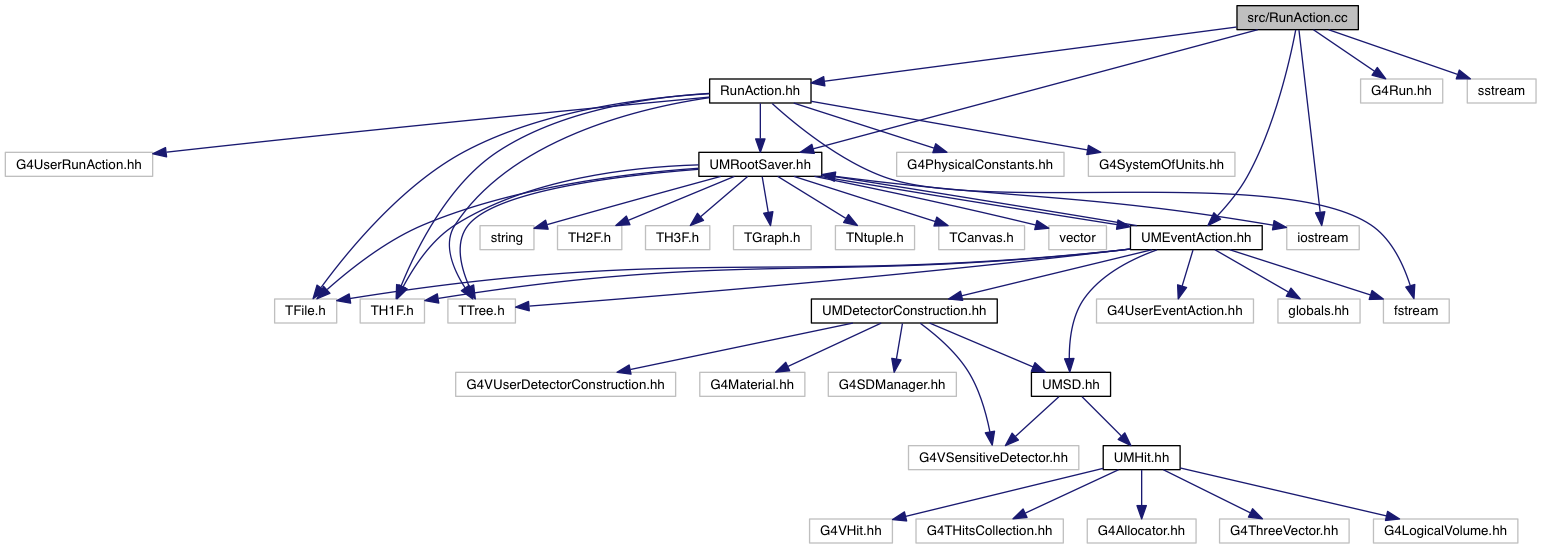 src/RunAction.cc
RunAction.hh
G4Run.hh
sstream
G4UserRunAction.hh
UMRootSaver.hh
G4PhysicalConstants.hh
G4SystemOfUnits.hh
string
TH2F.h
TH3F.h
TGraph.h
TNtuple.h
TCanvas.h
vector
UMEventAction.hh
iostream
TFile.h
TH1F.h
TTree.h
UMDetectorConstruction.hh
G4UserEventAction.hh
globals.hh
fstream
G4VUserDetectorConstruction.hh
G4Material.hh
G4SDManager.hh
UMSD.hh
G4VSensitiveDetector.hh
UMHit.hh
G4VHit.hh
G4THitsCollection.hh
G4Allocator.hh
G4ThreeVector.hh
G4LogicalVolume.hh